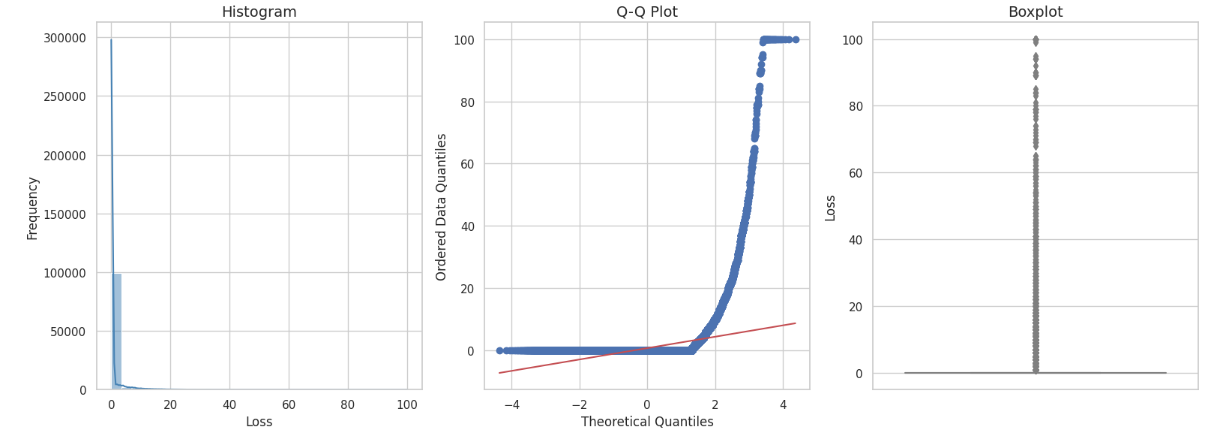 Histogram
Frequency
300000
250000
200000
150000
100000
50000
0
0 20 40 60 80 100
Loss
Q-Q Plot
Ordered Data Quantiles
100
80
60
40
20
0
−4 −2 0 2 4
Theoretical Quantiles
Boxplot
Loss
100
80
60
40
20
0